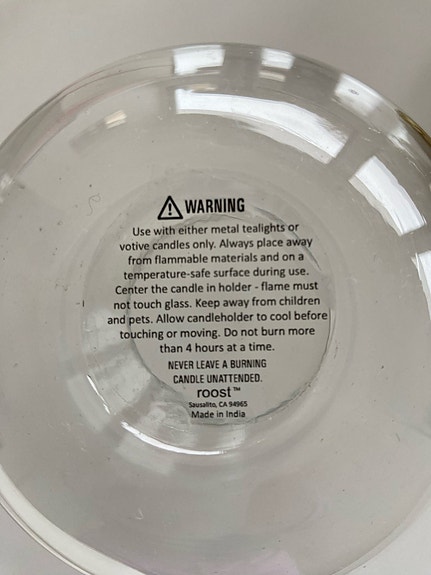 WARNING
Use with either metal tealights or
votive candles only. Always place away
from flammable materials and on a
temperature-safe surface during use.
Center the candle in holder - flame must
not touch glass. Keep away from children
and pets. Allow candleholder to cool before
touching or moving. Do not burn more
than 4 hours at a time.
NEVER LEAVE A BURNING
CANDLE UNATTENDED.
roost™
Sausalito, CA 94965
Made in India